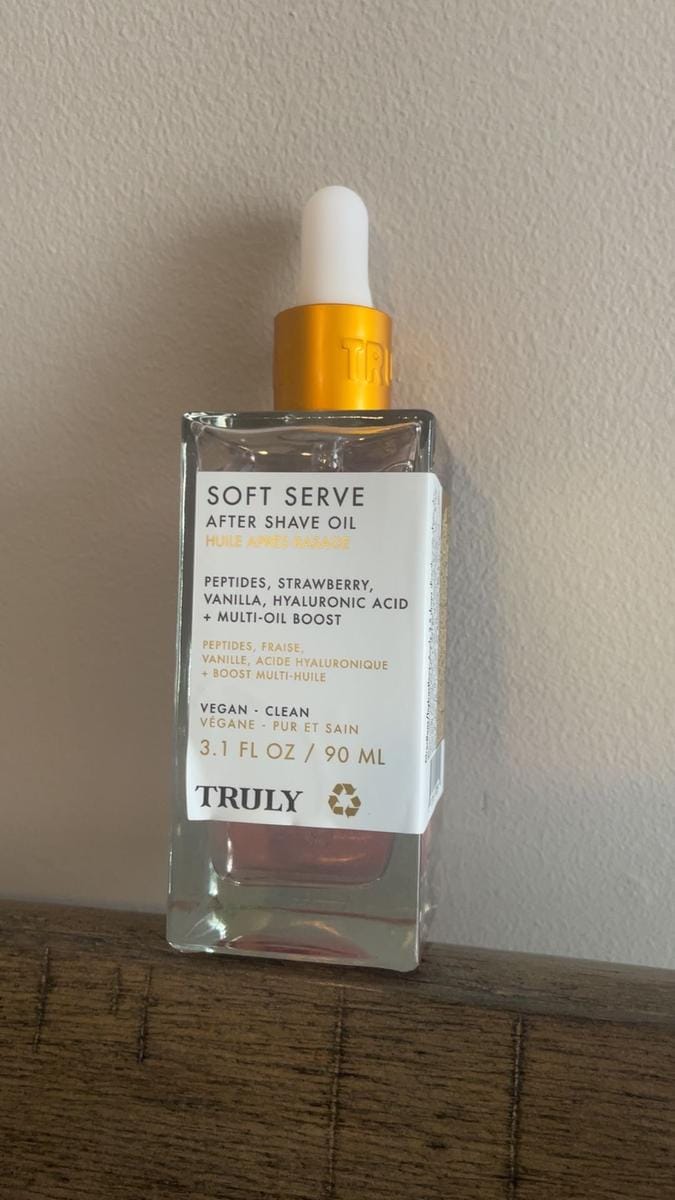 TRU
SOFT SERVE
AFTER SHAVE OIL
HUILE APRÈS-RASAGE
PEPTIDES, STRAWBERRY,
VANILLA, HYALURONIC ACID
+ MULTI-OIL BOOST
PEPTIDES, FRAISE,
VANILLE, ACIDE HYALURONIQUE
+ BOOST MULTI-HUILE
VEGAN - CLEAN
VÉGANE - PUR ET SAIN
3.1 FL OZ / 90 ML
TRULY